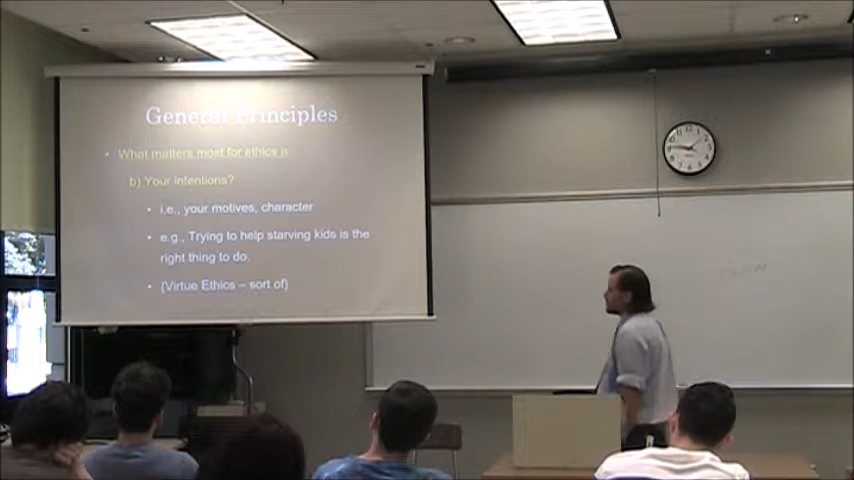 General Principles
• What matters most for ethics is
b) Your intentions?
• i.e., your motives, character
• e.g., Trying to help starving kids is the
right thing to do.
• (Virtue Ethics – sort of)